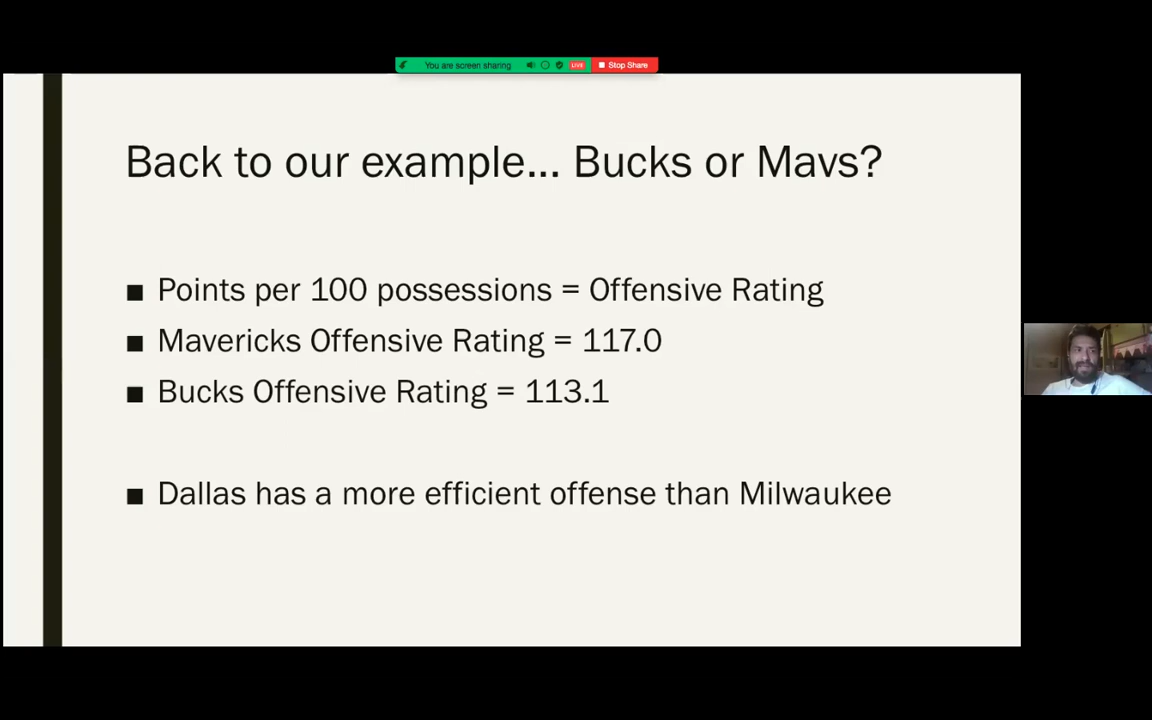 You are screen sharing LIVE Stop Share
Back to our example... Bucks or Mavs?
■ Points per 100 possessions = Offensive Rating
■ Mavericks Offensive Rating = 117.0
■ Bucks Offensive Rating = 113.1
■ Dallas has a more efficient offense than Milwaukee